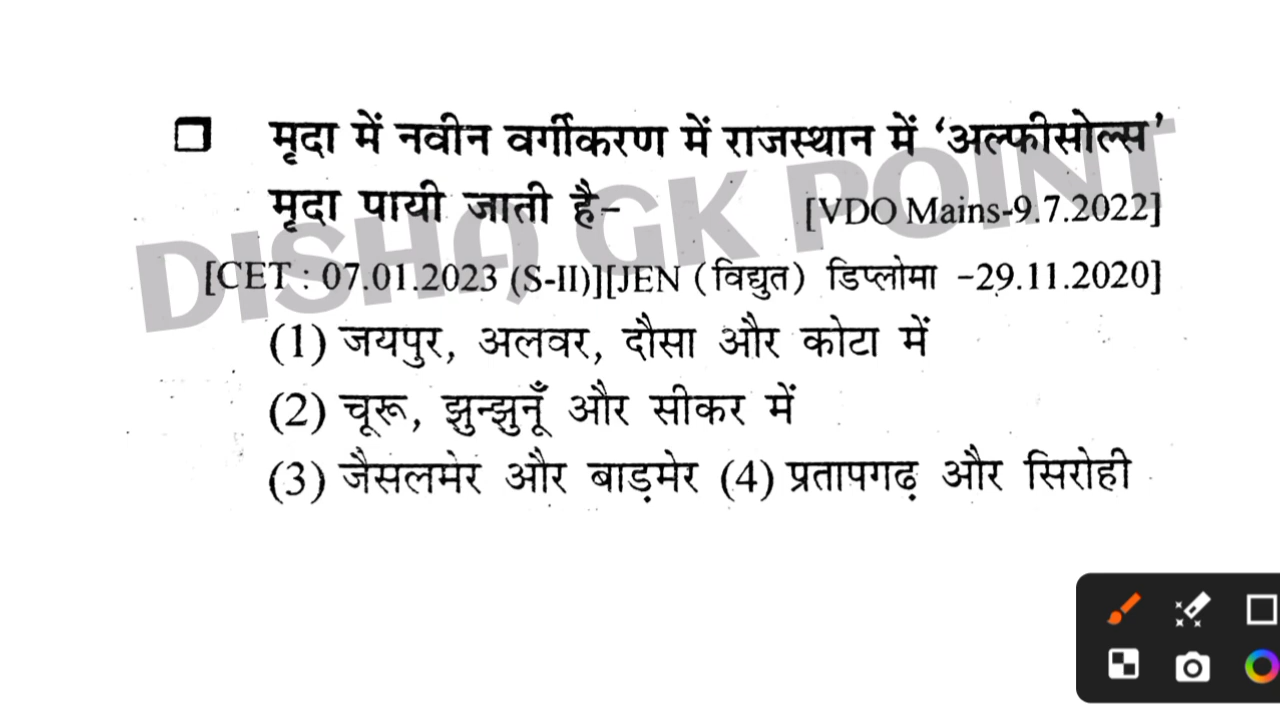 मृदा में नवीन वर्गीकरण में राजस्थान में ‘अल्फीसोल्स’
मृदा पायी जाती है- [VDO Mains-9.7.2022]
[CET : 07.01.2023 (S-II)][JEN (विद्युत) डिप्लोमा -29.11.2020]
(1) जयपुर, अलवर, दौसा और कोटा में
(2) चूरू, झुन्झुनूँ और सीकर में
(3) जैसलमेर और बाड़मेर (4) प्रतापगढ़ और सिरोही
DISHA GK POINT